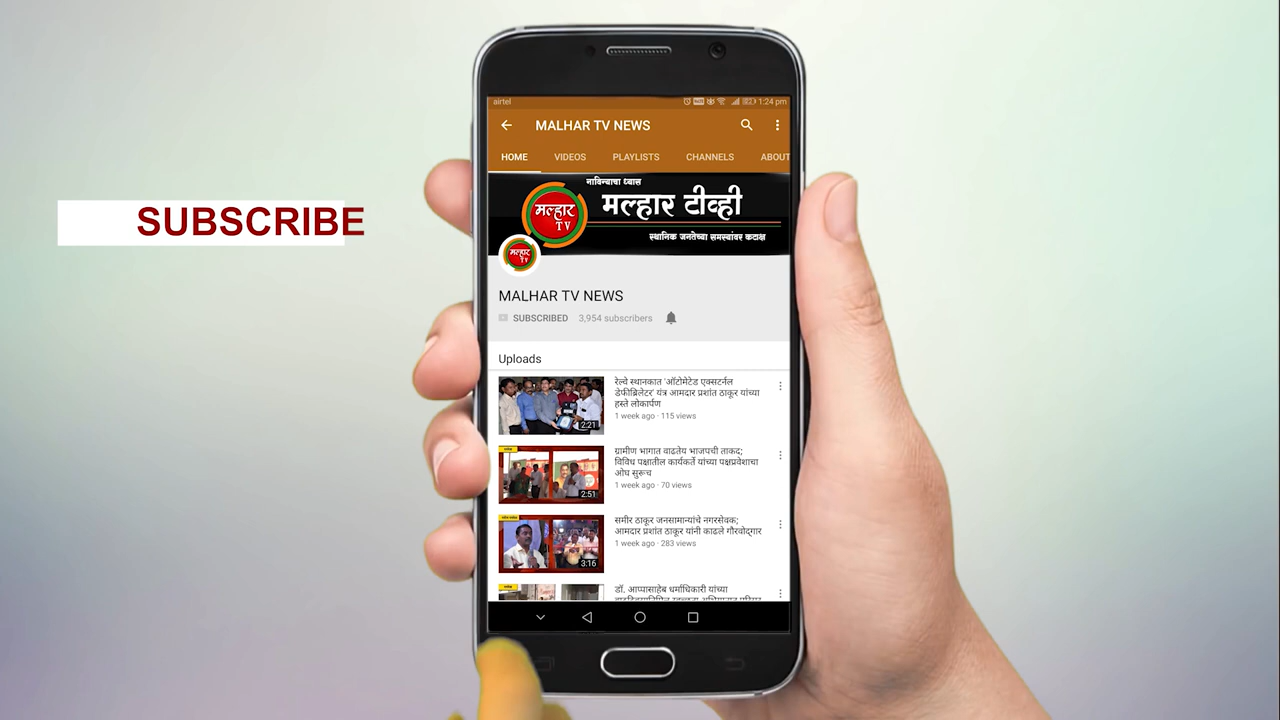 SUBSCRIBE
airtel
1:24 pm
MALHAR TV NEWS
HOME VIDEOS PLAYLISTS CHANNELS ABOUT
नाविन्याचा ध्यास
मल्हार टीव्ही
मल्हार
TV
स्थानिक जनतेच्या समस्यांवर कटाक्ष
मल्हार
TV
MALHAR TV NEWS
SUBSCRIBED 3,954 subscribers
Uploads
रेल्वे स्थानकात 'ऑटोमेटेड एक्सटर्नल
डेफीब्रिलेटर' यंत्र आमदार प्रशांत ठाकूर यांच्या
हस्ते लोकार्पण
1 week ago · 115 views
2:21
ग्रामीण भागात वाढतेय भाजपची ताकद;
विविध पक्षातील कार्यकर्ते यांच्या पक्षप्रवेशाचा
ओघ सुरूच
1 week ago · 70 views
2:51
समीर ठाकूर जनसामान्यांचे नगरसेवक;
आमदार प्रशांत ठाकूर यांनी काढले गौरवोद्गार
1 week ago · 283 views
3:16
डॉ. आप्पासाहेब धर्माधिकारी यांच्या